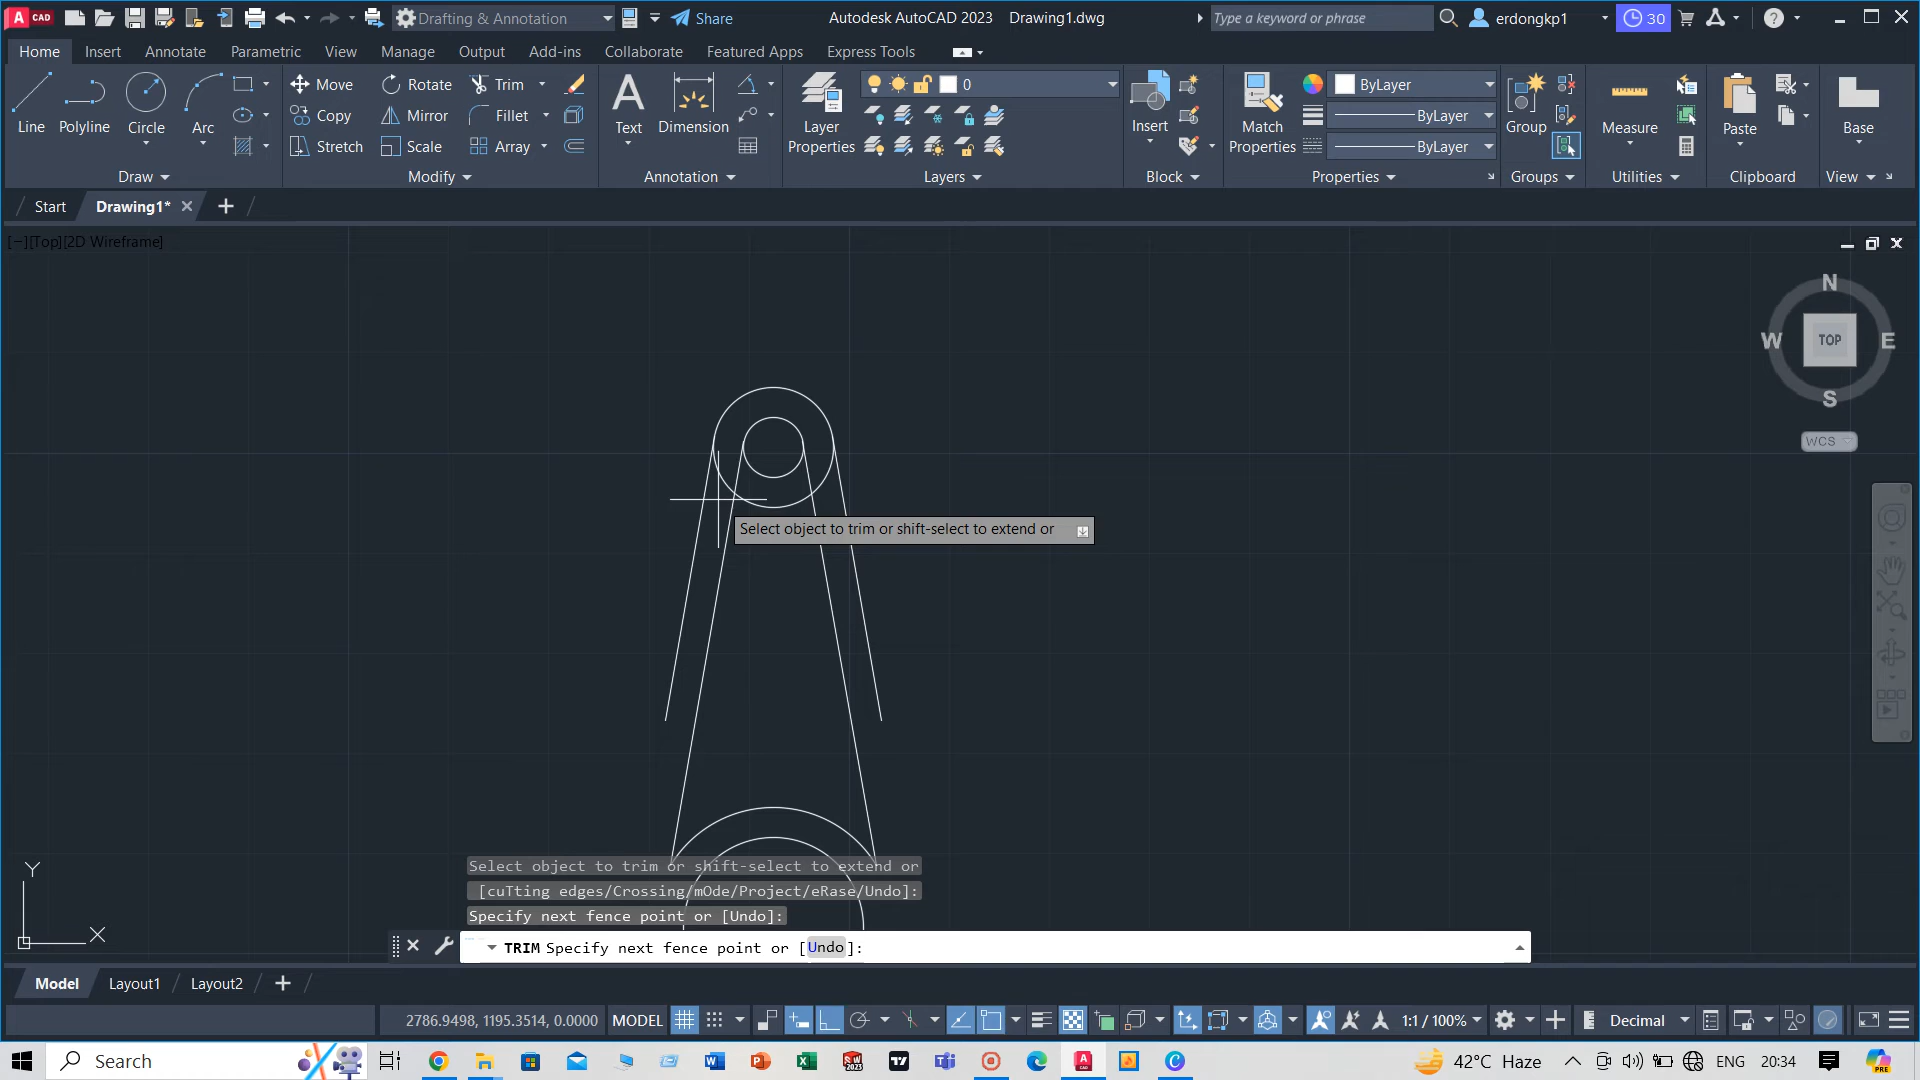 CAD
Drafting & Annotation
Share
Autodesk AutoCAD 2023 Drawing1.dwg
Type a keyword or phrase
erdongkp1
30
Home Insert Annotate Parametric View Manage Output Add-ins Collaborate Featured Apps Express Tools
Line
Polyline
Circle
Arc
Draw
Move
Rotate
Trim
Copy
Mirror
Fillet
Stretch
Scale
Array
Modify
Text
Dimension
Annotation
Layer
Properties
0
Layers
Insert
Block
Match
Properties
ByLayer
ByLayer
ByLayer
Properties
Group
Groups
Measure
Utilities
Paste
Clipboard
Base
View
Start
Drawing1*
[−][Top][2D Wireframe]
N
W
TOP
E
S
WCS
Select object to trim or shift-select to extend or
Y
X
Select object to trim or shift-select to extend or
[cuTting edges/Crossing/mOde/Project/eRase/Undo]:
Specify next fence point or [Undo]:
TRIM Specify next fence point or [Undo]:
Model Layout1 Layout2
2786.9498, 1195.3514, 0.0000
MODEL
1:1 / 100%
Decimal
Search
42°C Haze
ENG
20:34